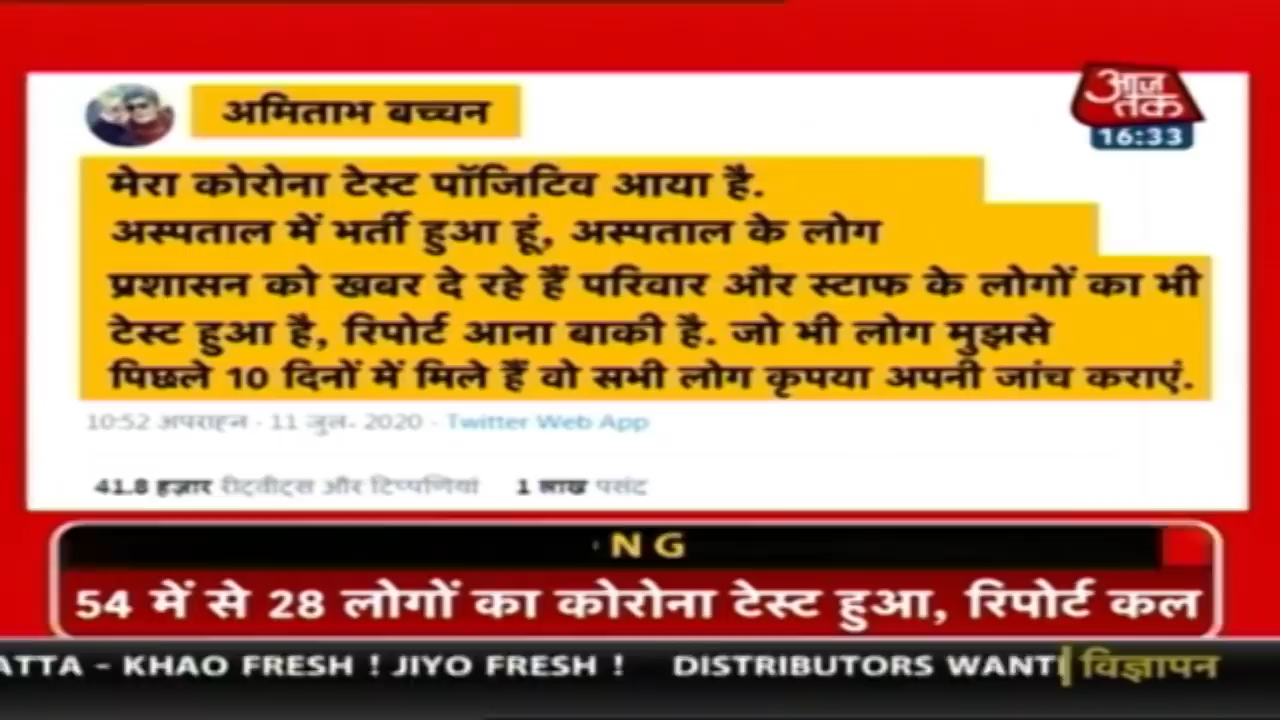 अमिताभ बच्चन
आज तक
16:33
मेरा कोरोना टेस्ट पॉजिटिव आया है.
अस्पताल में भर्ती हुआ हूं, अस्पताल के लोग
प्रशासन को खबर दे रहे हैं परिवार और स्टाफ के लोगों का भी
टेस्ट हुआ है, रिपोर्ट आना बाकी है. जो भी लोग मुझसे
पिछले 10 दिनों में मिले हैं वो सभी लोग कृपया अपनी जांच कराएं.
10:52 अपराह्न · 11 जुल. 2020 · Twitter Web App
41.8 हज़ार रीट्वीट्स और टिप्पणियां 1 लाख पसंद
NG
54 में से 28 लोगों का कोरोना टेस्ट हुआ, रिपोर्ट कल
ATTA - KHAO FRESH ! JIYO FRESH ! DISTRIBUTORS WANT विज्ञापन